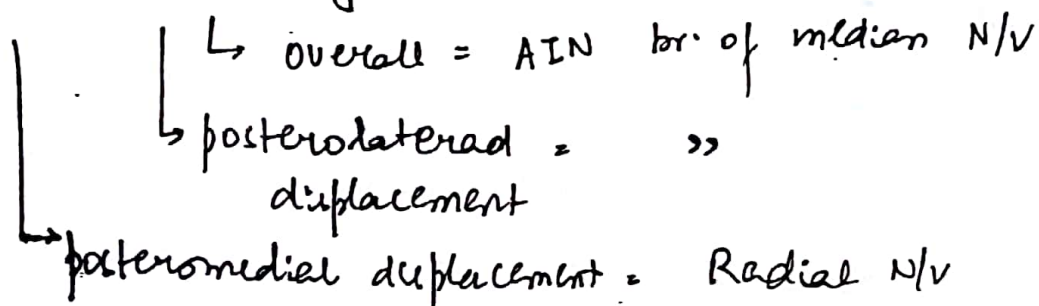 ↳ overall = AIN br. of median N/V
↳ posterolaterad = ”
displacement
↳ posteromedial displacement = Radial N/V